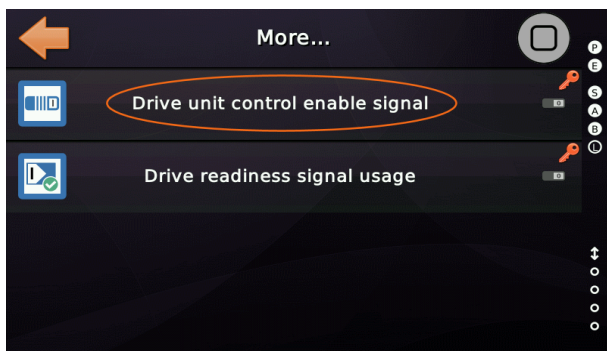 More...
Drive unit control enable signal
Drive readiness signal usage
P
E
S
A
B
L